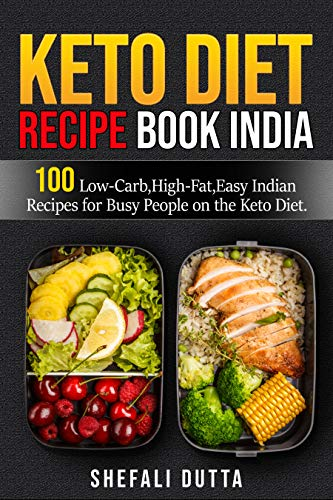 KETO DIET
RECIPE BOOK INDIA
100 Low-Carb,High-Fat,Easy Indian
Recipes for Busy People on the Keto Diet.
SHEFALI DUTTA